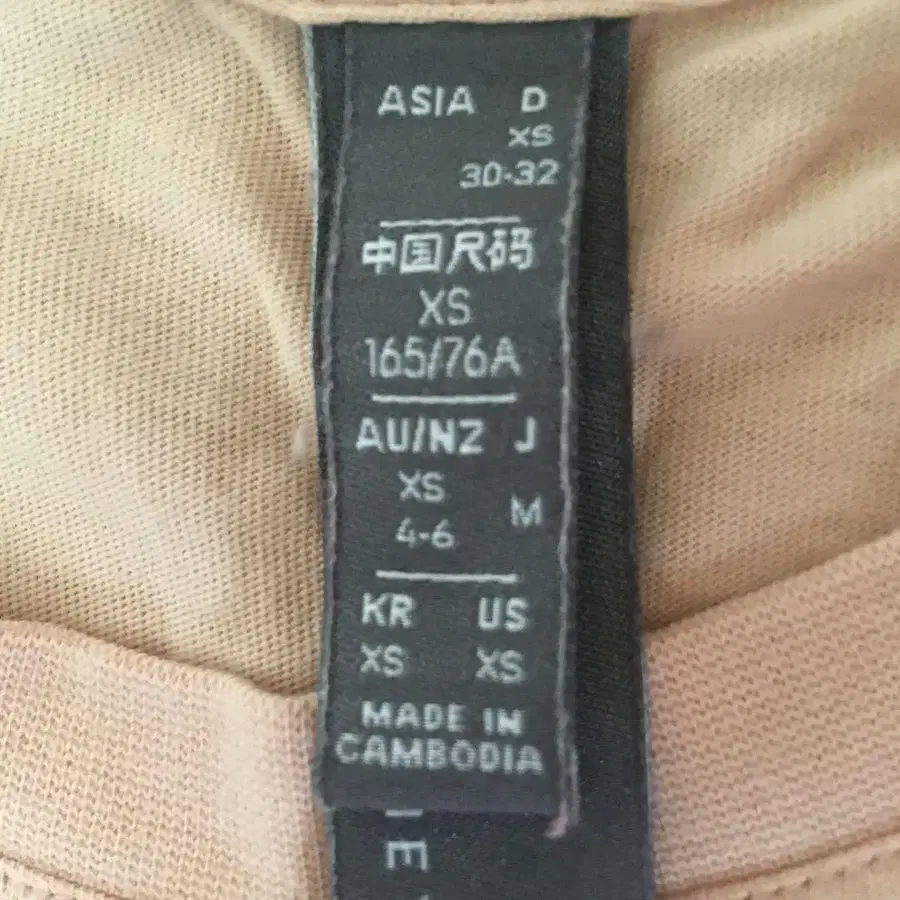 ASIA D
XS
30-32
中国尺码
XS
165/76A
AU/NZ J
XS
M
4-6
KR US
XS XS
MADE IN
CAMBODIA